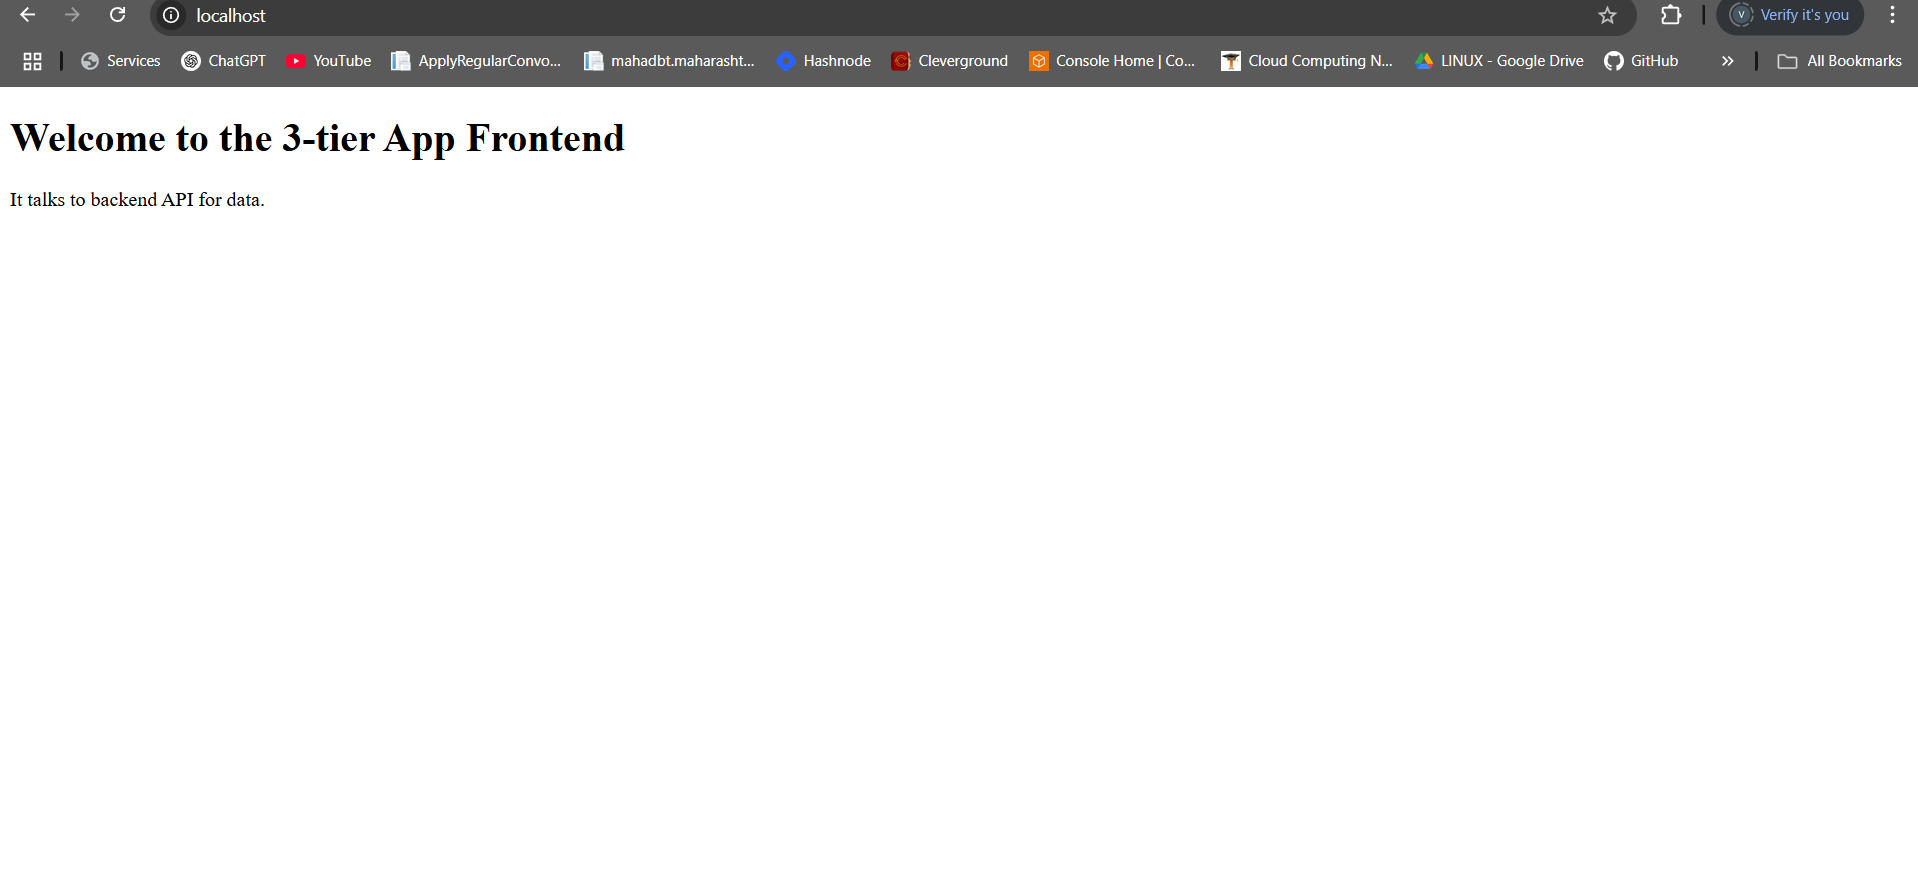 localhost
Verify it's you
Services
ChatGPT
YouTube
ApplyRegularConvo...
mahadbt.maharasht...
Hashnode
Cleverground
Console Home | Co...
Cloud Computing N...
LINUX - Google Drive
GitHub
All Bookmarks
Welcome to the 3-tier App Frontend
It talks to backend API for data.